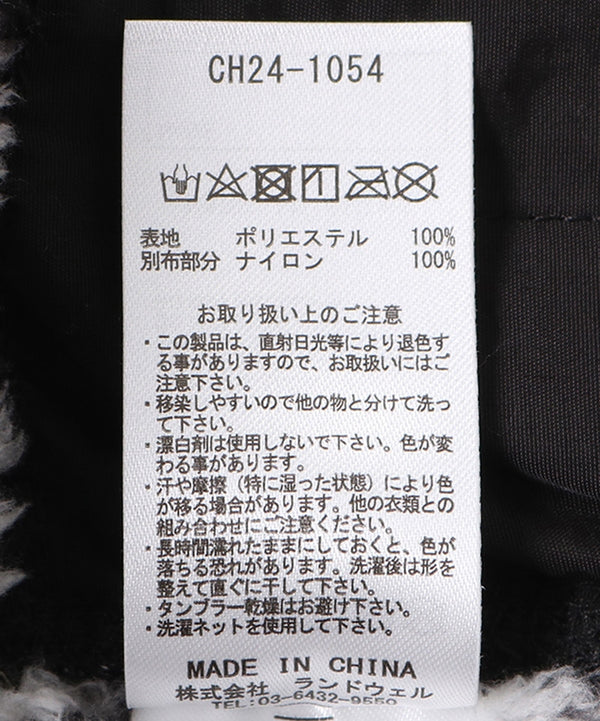 CH24-1054
表地 ポリエステル 100%
別布部分 ナイロン 100%
お取り扱い上のご注意
・この製品は、直射日光等により退色す
る事がありますので、お取扱いにはご
注意下さい。
・移染しやすいので他の物と分けて洗っ
て下さい。
・漂白剤は使用しないで下さい。色が変
わる事があります。
・汗や摩擦（特に湿った状態）により色
が移る場合があります。他の衣類との
組み合わせにご注意ください。
・長時間濡れたままにしておくと、色が
落ちる恐れがあります。洗濯後は形を
整えて直ぐに干して下さい。
・タンブラー乾燥はお避け下さい。
・洗濯ネットを使用して下さい。
MADE IN CHINA
株式会社 ランドウェル
TEL:03-6432-9550